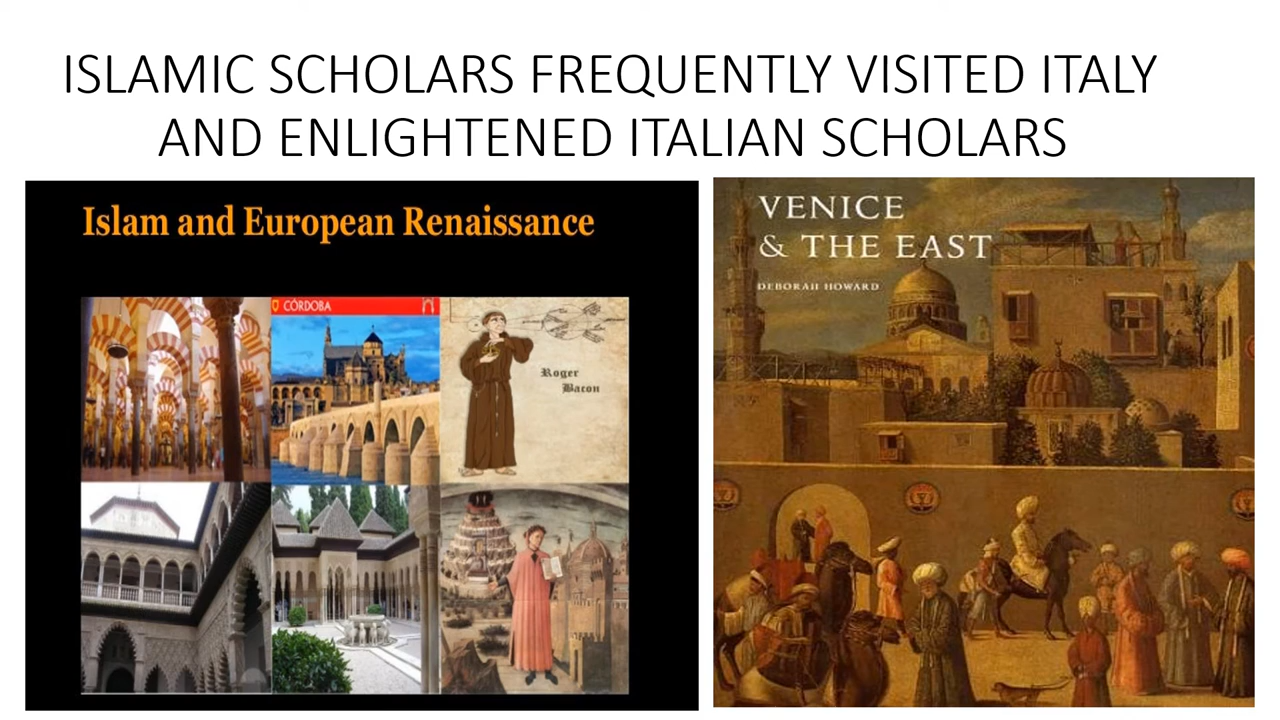 ISLAMIC SCHOLARS FREQUENTLY VISITED ITALY
AND ENLIGHTENED ITALIAN SCHOLARS
Islam and European Renaissance
CÓRDOBA
Roger
Bacon
VENICE
& THE EAST
DEBORAH HOWARD